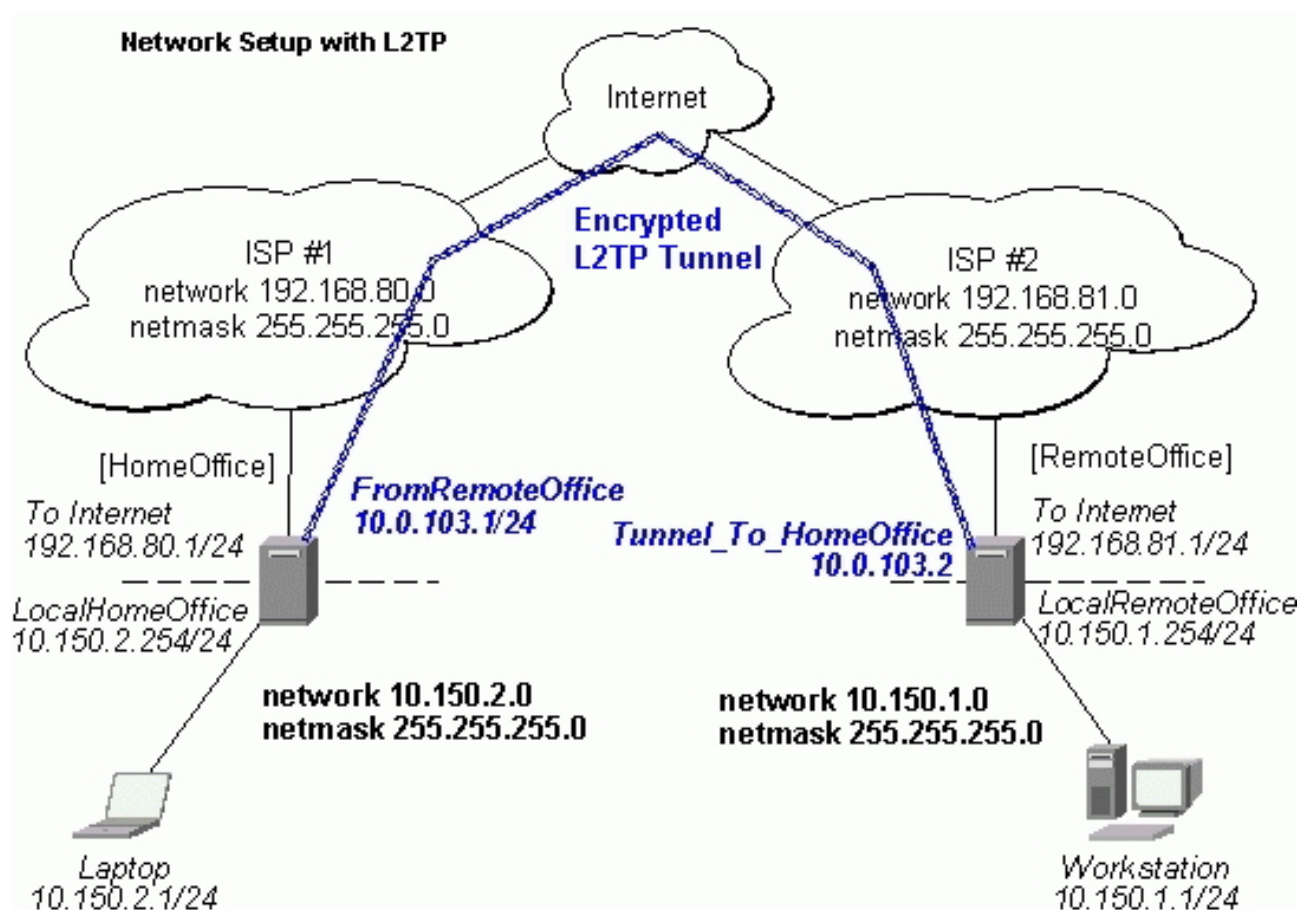 Network Setup with L2TP
Internet
Encrypted
L2TP Tunnel
ISP #1
network 192.168.80.0
netmask 255.255.255.0
ISP #2
network 192.168.81.0
netmask 255.255.255.0
[HomeOffice]
To Internet
192.168.80.1/24
FromRemoteOffice
10.0.103.1/24
Tunnel_To_HomeOffice
10.0.103.2
[RemoteOffice]
To Internet
192.168.81.1/24
LocalHomeOffice
10.150.2.254/24
LocalRemoteOffice
10.150.1.254/24
network 10.150.2.0
netmask 255.255.255.0
network 10.150.1.0
netmask 255.255.255.0
Laptop
10.150.2.1/24
Workstation
10.150.1.1/24